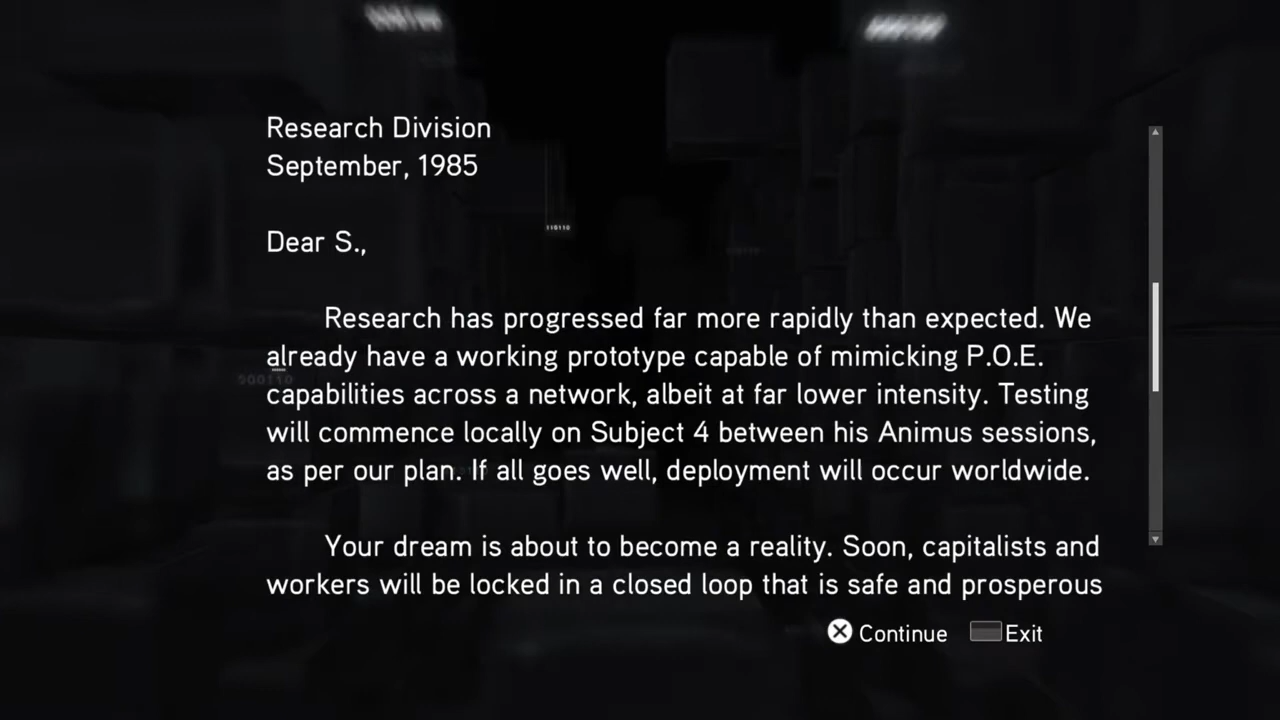 Research Division
September, 1985
Dear S.,
Research has progressed far more rapidly than expected. We
already have a working prototype capable of mimicking P.O.E.
capabilities across a network, albeit at far lower intensity. Testing
will commence locally on Subject 4 between his Animus sessions,
as per our plan. If all goes well, deployment will occur worldwide.
Your dream is about to become a reality. Soon, capitalists and
workers will be locked in a closed loop that is safe and prosperous
Continue Exit